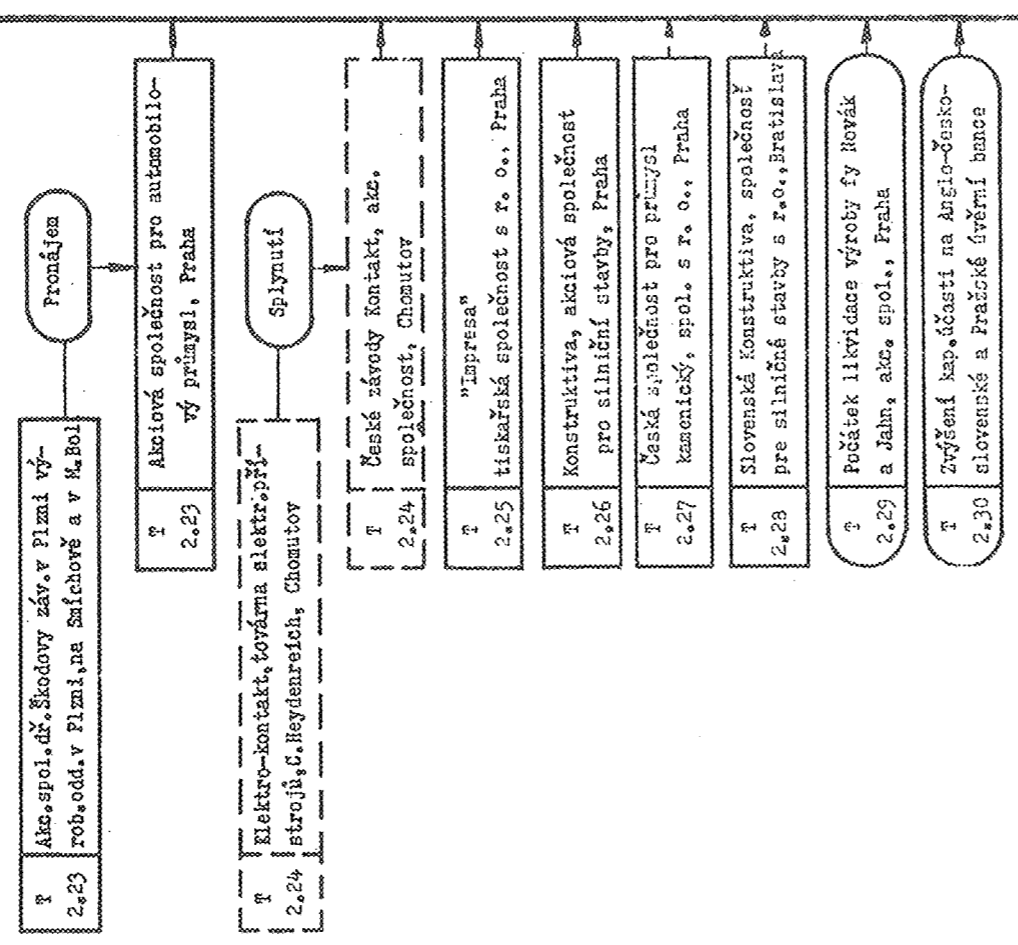 T
2.23
Akc.spol.dř.Škodovy záv.v Plzni vý-
rob.odd.v Plzni,na Smíchově a v M.Bol
Pronájem
T
2.23
Akciová společnost pro automobilo-
vý průmysl, Praha
T
2.24
Elektro-kontakt,továrna elektr.pří-
strojů,C.Heydenreich, Chomutov
Splynutí
T
2.24
České závody Kontakt, akc.
společnost, Chomutov
T
2.25
"Impresa"
tiskařská společnost s r. o., Praha
T
2.26
Konstruktiva, akciová společnost
pro silniční stavby, Praha
T
2.27
Česká společnost pro průmysl
kamenický, spol. s r. o., Praha
T
2.28
Slovenská Konstruktiva, společnosť
pre silničné stavby s r.o.,Bratislava
T
2.29
Počátek likvidace výroby fy Novák
a Jahn, akc. spol., Praha
T
2.30
Zvýšení kap.účasti na Anglo-česko-
slovenské a Pražské úvěrní bance